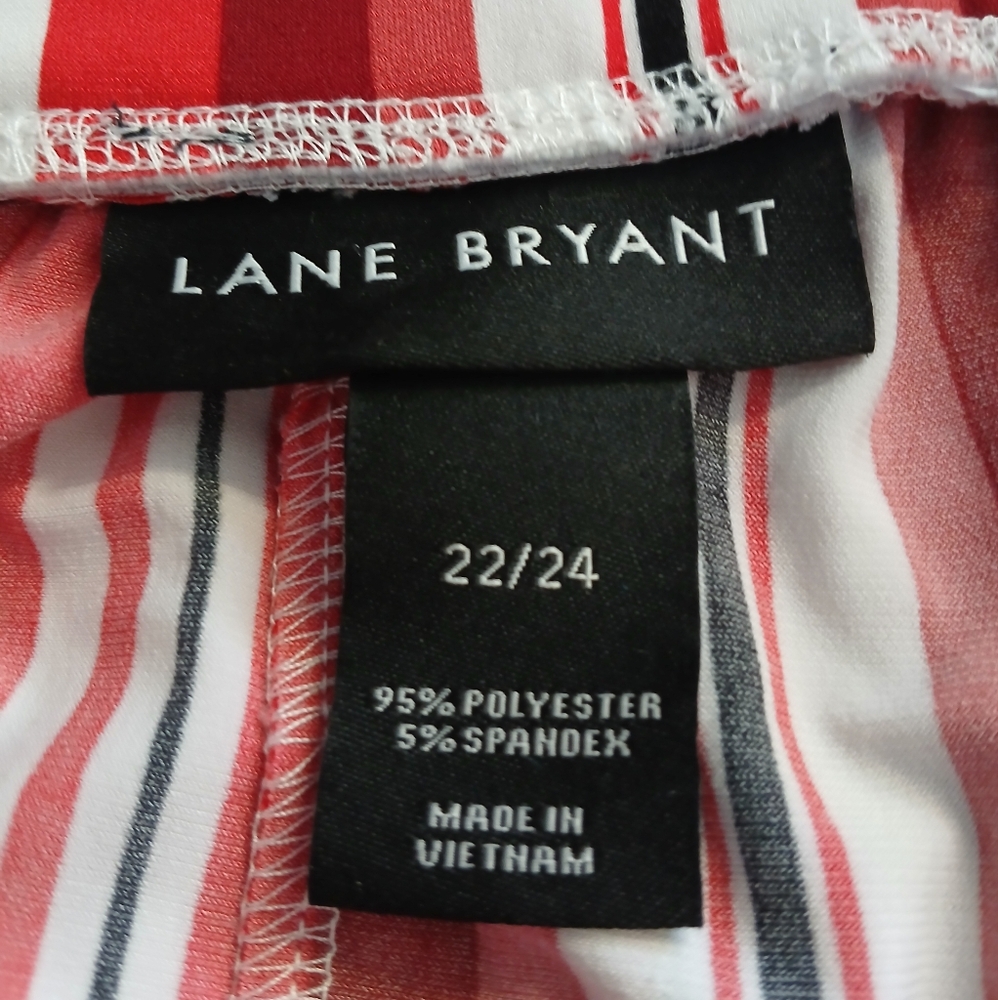 LANE BRYANT
22/24
95% POLYESTER
5% SPANDEX
MADE IN
VIETNAM